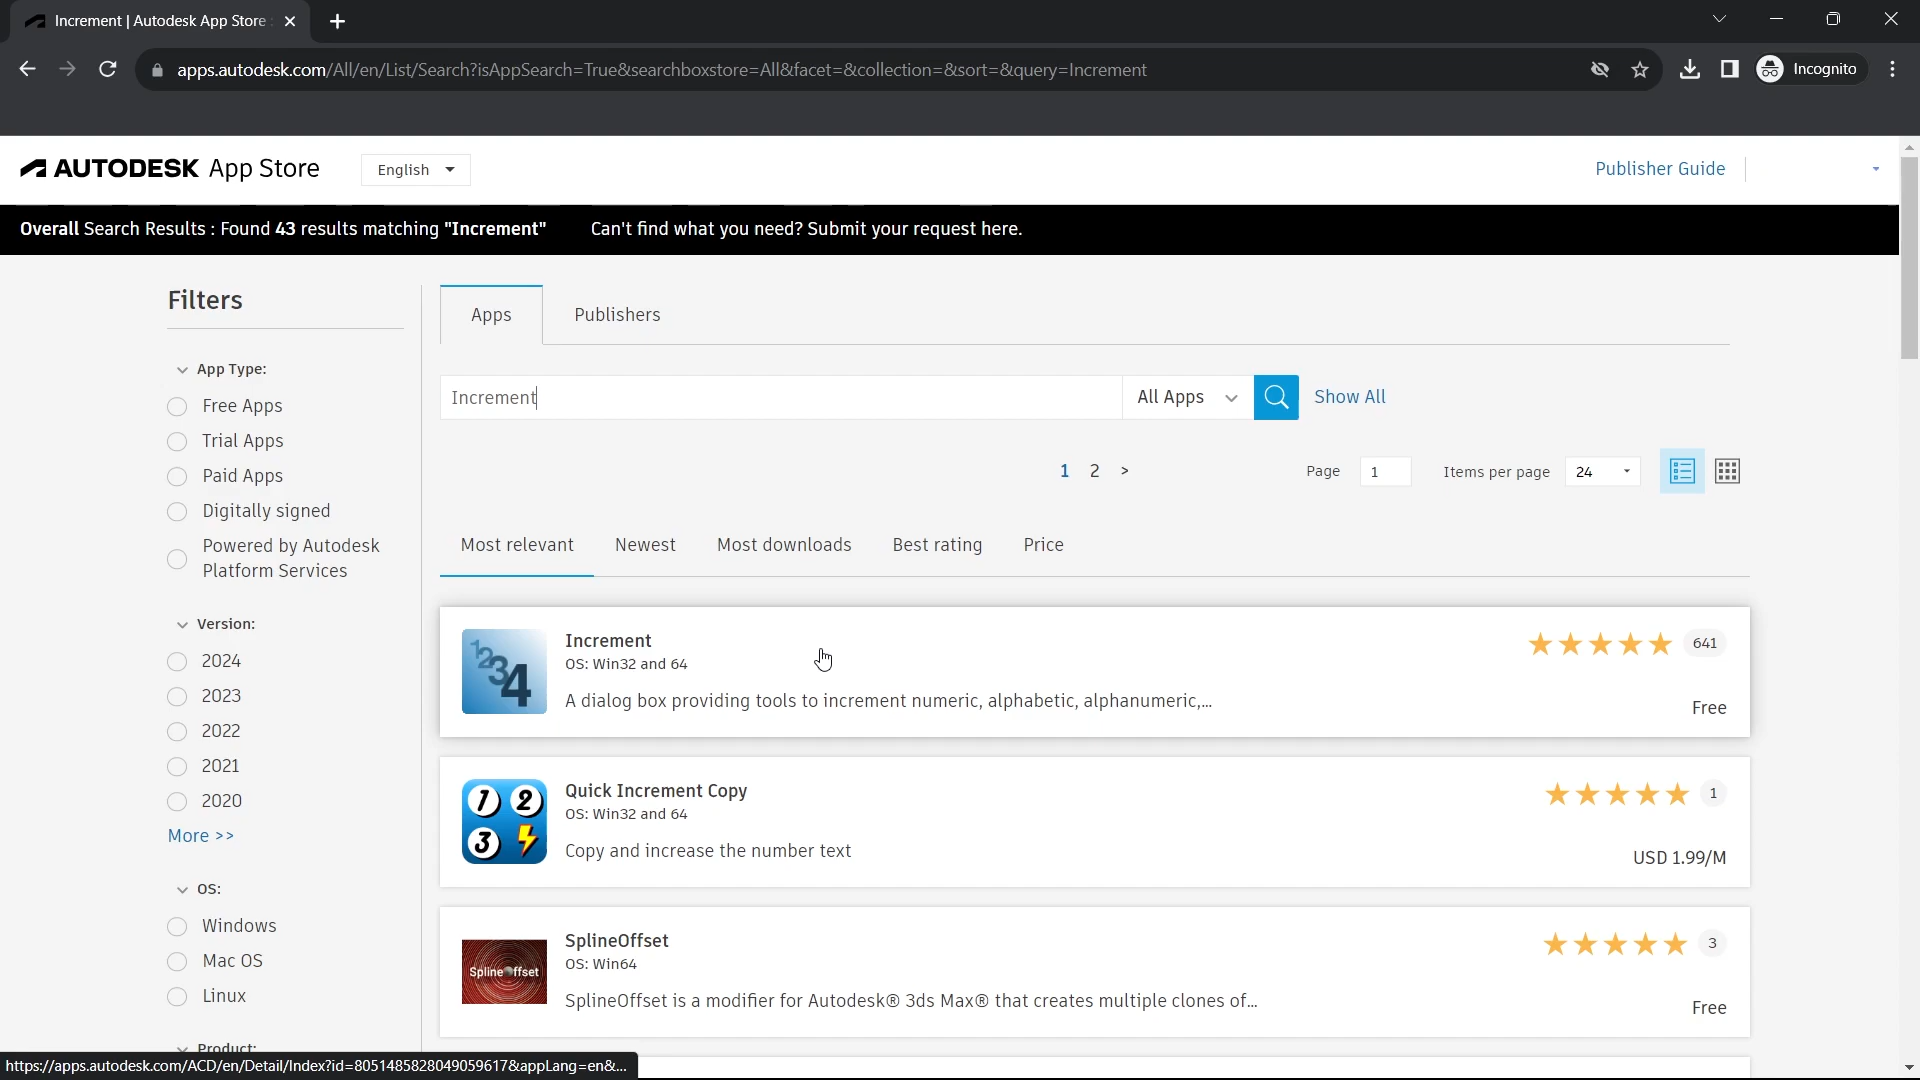 Increment | Autodesk App Store
apps.autodesk.com/All/en/List/Search?isAppSearch=True&searchboxstore=All&facet=&collection=&sort=&query=Increment
Incognito
AUTODESK App Store
English
Publisher Guide
Overall Search Results : Found 43 results matching "Increment"
Can't find what you need? Submit your request here.
Filters
App Type:
Free Apps
Trial Apps
Paid Apps
Digitally signed
Powered by Autodesk
Platform Services
Version:
2024
2023
2022
2021
2020
More >>
OS:
Windows
Mac OS
Linux
Product:
Apps
Publishers
Increment
All Apps
Show All
1 2 >
Page 1
Items per page 24
Most relevant
Newest
Most downloads
Best rating
Price
1234
Increment
OS: Win32 and 64
A dialog box providing tools to increment numeric, alphabetic, alphanumeric,...
641
Free
1 2
3
Quick Increment Copy
OS: Win32 and 64
Copy and increase the number text
1
USD 1.99/M
SplineOffset
SplineOffset
OS: Win64
SplineOffset is a modifier for Autodesk® 3ds Max® that creates multiple clones of...
3
Free
https://apps.autodesk.com/ACD/en/Detail/Index?id=8051485828049059617&appLang=en&...